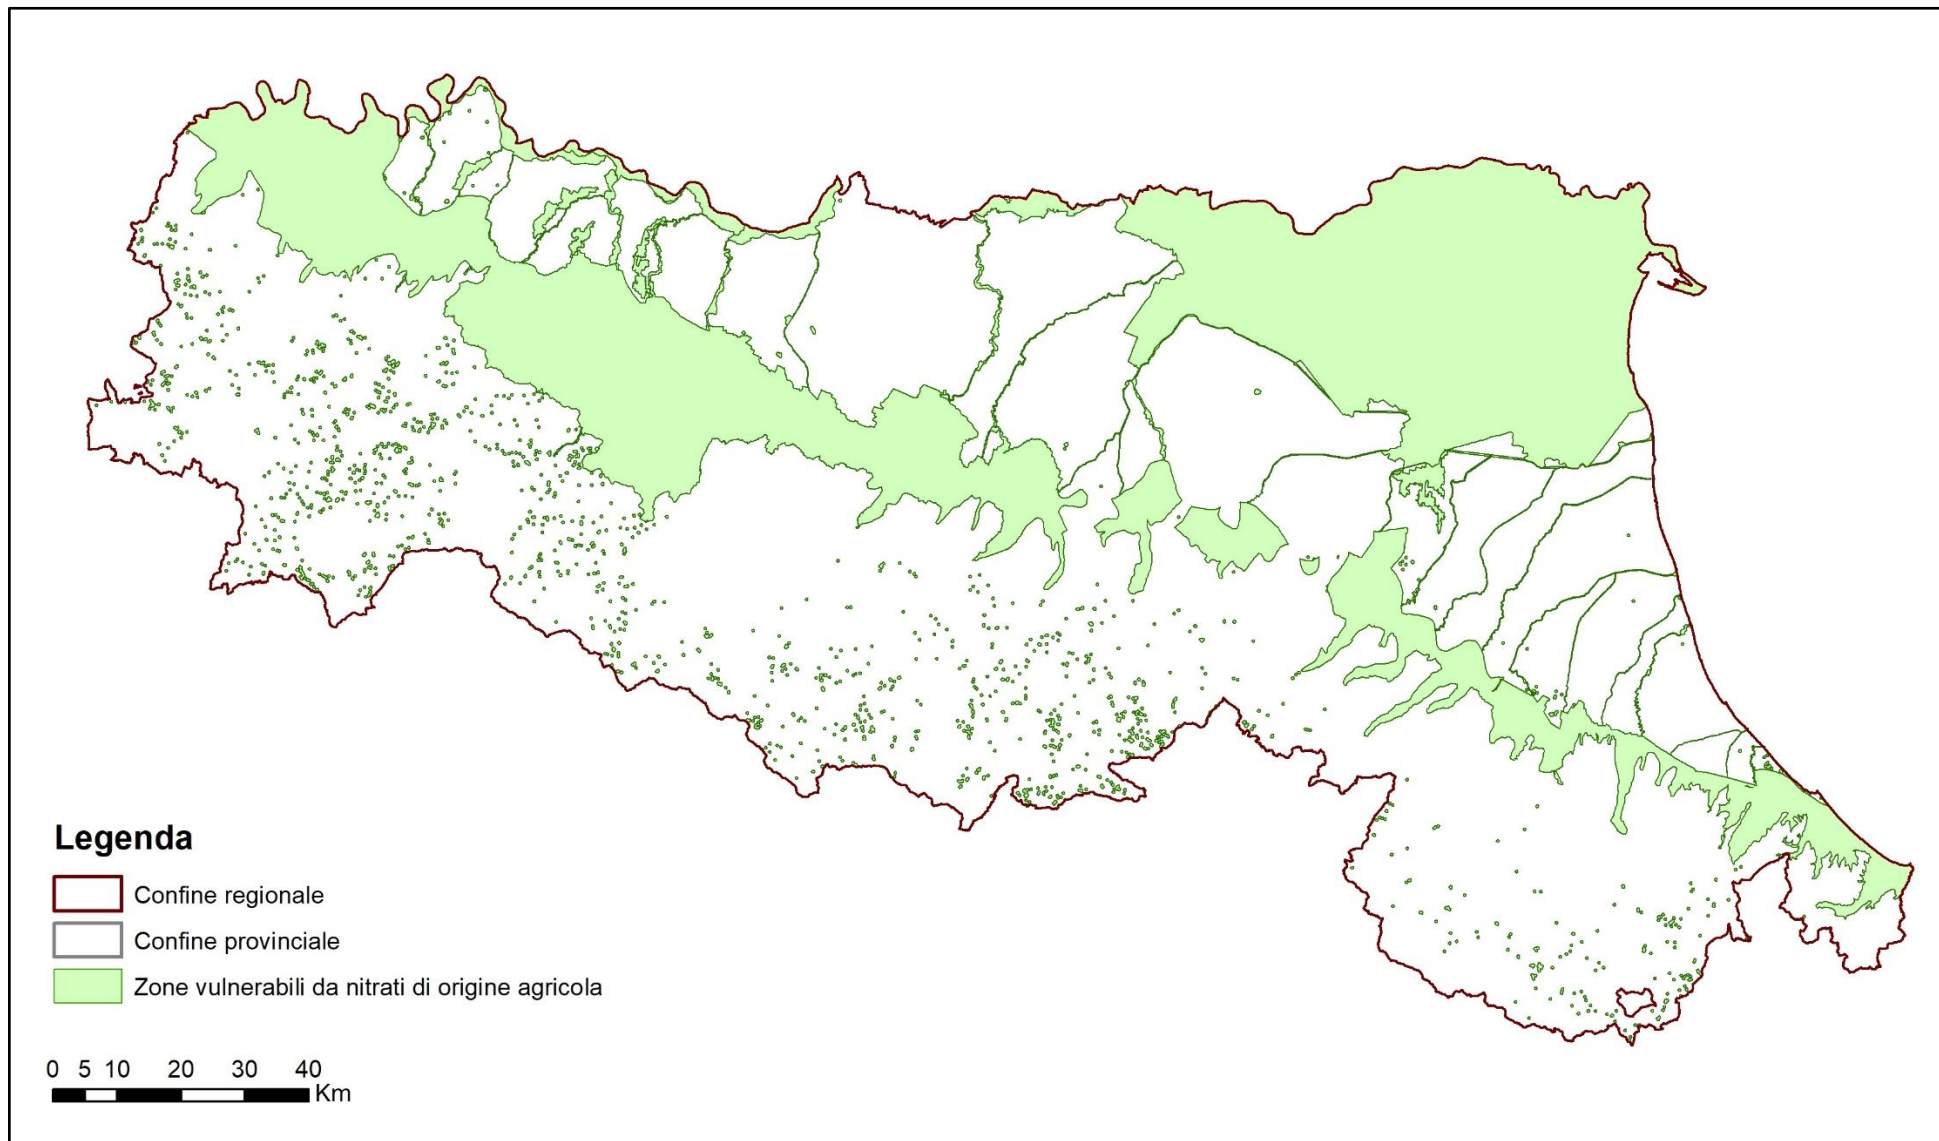 Legenda
Confine regionale
Confine provinciale
Zone vulnerabili da nitrati di origine agricola
0 5 10 20 30 40
Km